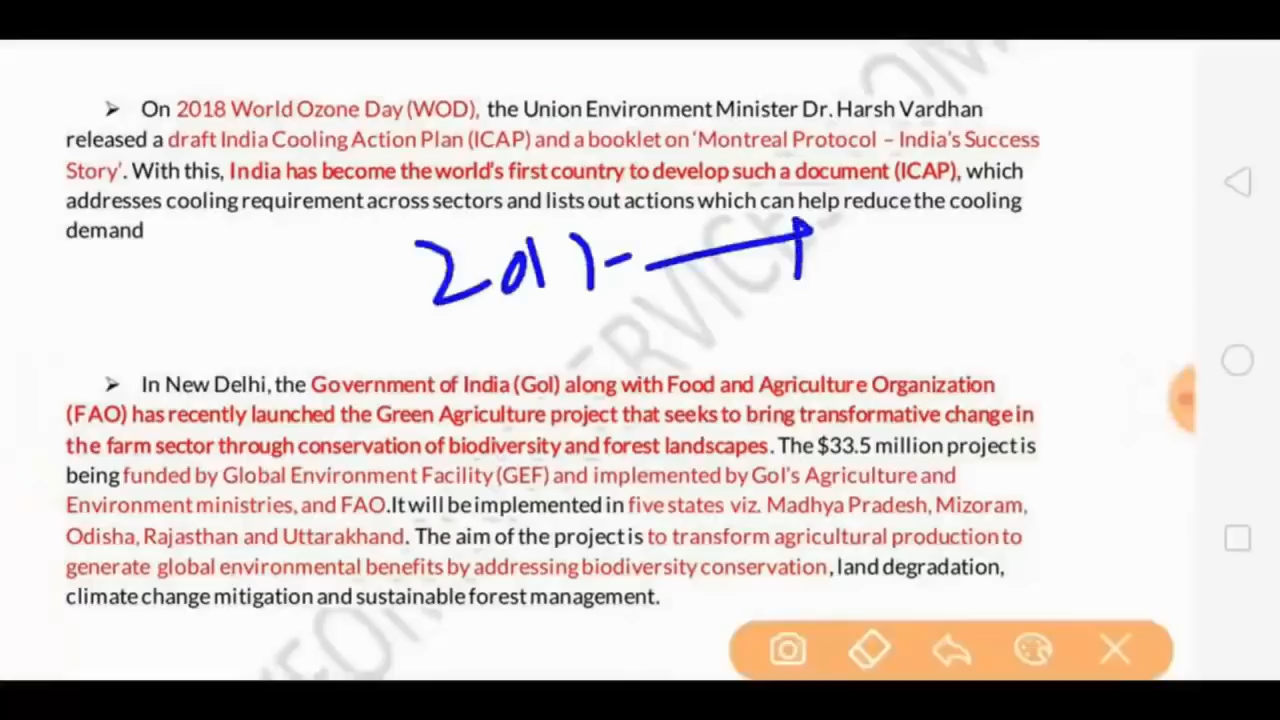 ➤ On 2018 World Ozone Day (WOD), the Union Environment Minister Dr. Harsh Vardhan
released a draft India Cooling Action Plan (ICAP) and a booklet on ‘Montreal Protocol – India's Success
Story’. With this, India has become the world's first country to develop such a document (ICAP), which
addresses cooling requirement across sectors and lists out actions which can help reduce the cooling
demand
➤ In New Delhi, the Government of India (GoI) along with Food and Agriculture Organization
(FAO) has recently launched the Green Agriculture project that seeks to bring transformative change in
the farm sector through conservation of biodiversity and forest landscapes. The $33.5 million project is
being funded by Global Environment Facility (GEF) and implemented by GoI's Agriculture and
Environment ministries, and FAO.It will be implemented in five states viz. Madhya Pradesh, Mizoram,
Odisha, Rajasthan and Uttarakhand. The aim of the project is to transform agricultural production to
generate global environmental benefits by addressing biodiversity conservation, land degradation,
climate change mitigation and sustainable forest management.